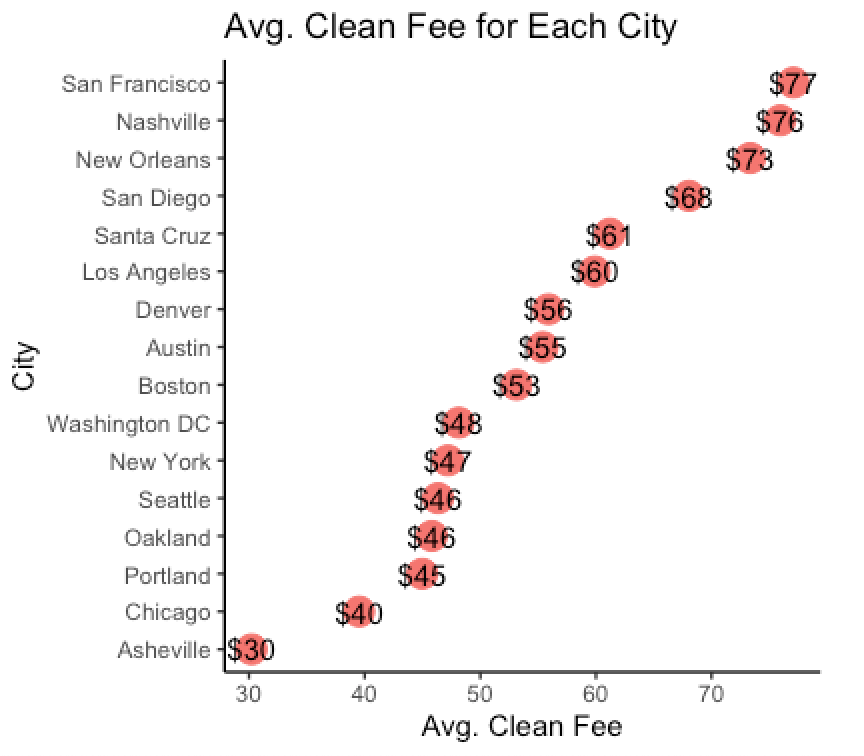 Avg. Clean Fee for Each City
San Francisco $77
Nashville $76
New Orleans $73
San Diego $68
Santa Cruz $61
Los Angeles $60
Denver $56
Austin $55
City
Boston $53
Washington DC $48
New York $47
Seattle $46
Oakland $46
Portland $45
Chicago $40
Asheville $30
30 40 50 60 70
Avg. Clean Fee